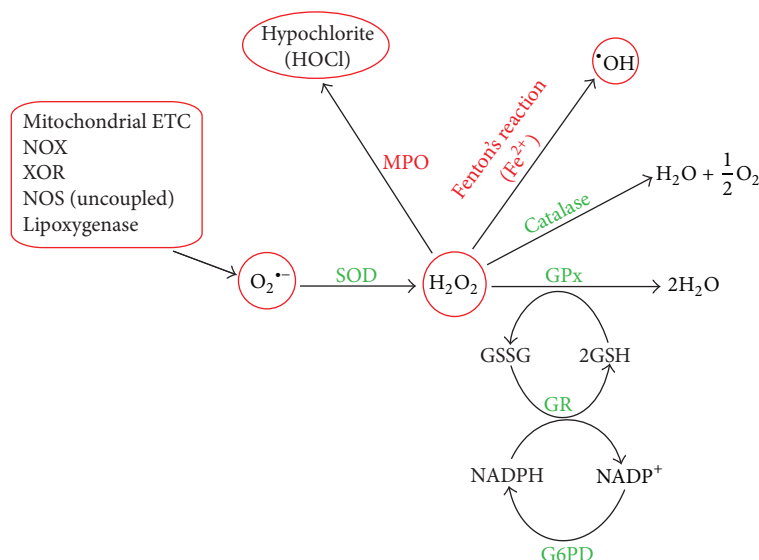 Hypochlorite
(HOCl)
•OH
Mitochondrial ETC
NOX
XOR
NOS (uncoupled)
Lipoxygenase
MPO
Fenton's reaction
(Fe²⁺)
Catalase
H₂O + 1/2 O₂
O₂•−
SOD
H₂O₂
GPx
2H₂O
GSSG
2GSH
GR
NADPH
NADP⁺
G6PD